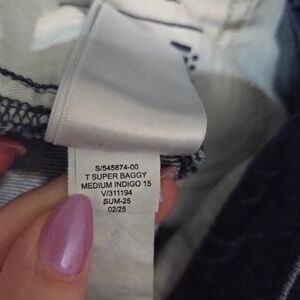 S/545874-00
T SUPER BAGGY
MEDIUM INDIGO 15
V/311194
SUM-25
02/25